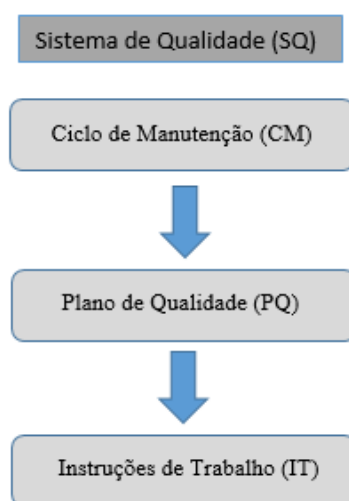 Sistema de Qualidade (SQ)
Ciclo de Manutenção (CM)
Plano de Qualidade (PQ)
Instruções de Trabalho (IT)